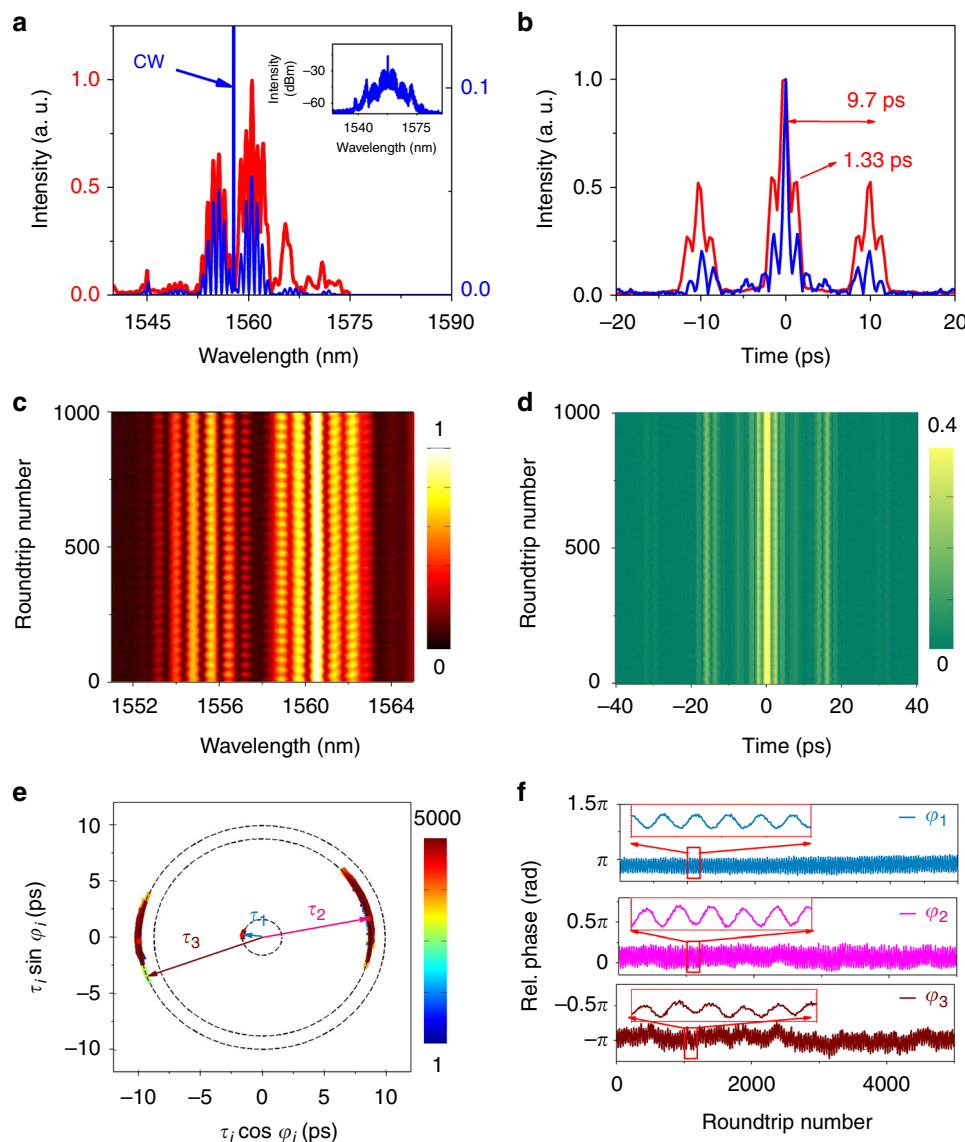 a
CW
Intensity (a. u.)
1.0
0.5
0.0
0.1
0.0
1545
1560
1575
1590
Wavelength (nm)
Intensity
(dBm)
−30
−60
1540
1575
Wavelength (nm)
b
Intensity (a. u.)
1.0
0.5
0.0
9.7 ps
1.33 ps
−20
−10
0
10
20
Time (ps)
c
Roundtrip number
1000
500
0
1552
1556
1560
1564
Wavelength (nm)
1
0
d
Roundtrip number
1000
500
0
−40
−20
0
20
40
Time (ps)
0.4
0
e
τi sin φi (ps)
10
5
0
−5
−10
−10
−5
0
5
10
τi cos φi (ps)
τ1
τ2
τ3
5000
1
f
Rel. phase (rad)
1.5π
π
φ1
0.5π
0
φ2
−0.5π
−π
φ3
0
2000
4000
Roundtrip number